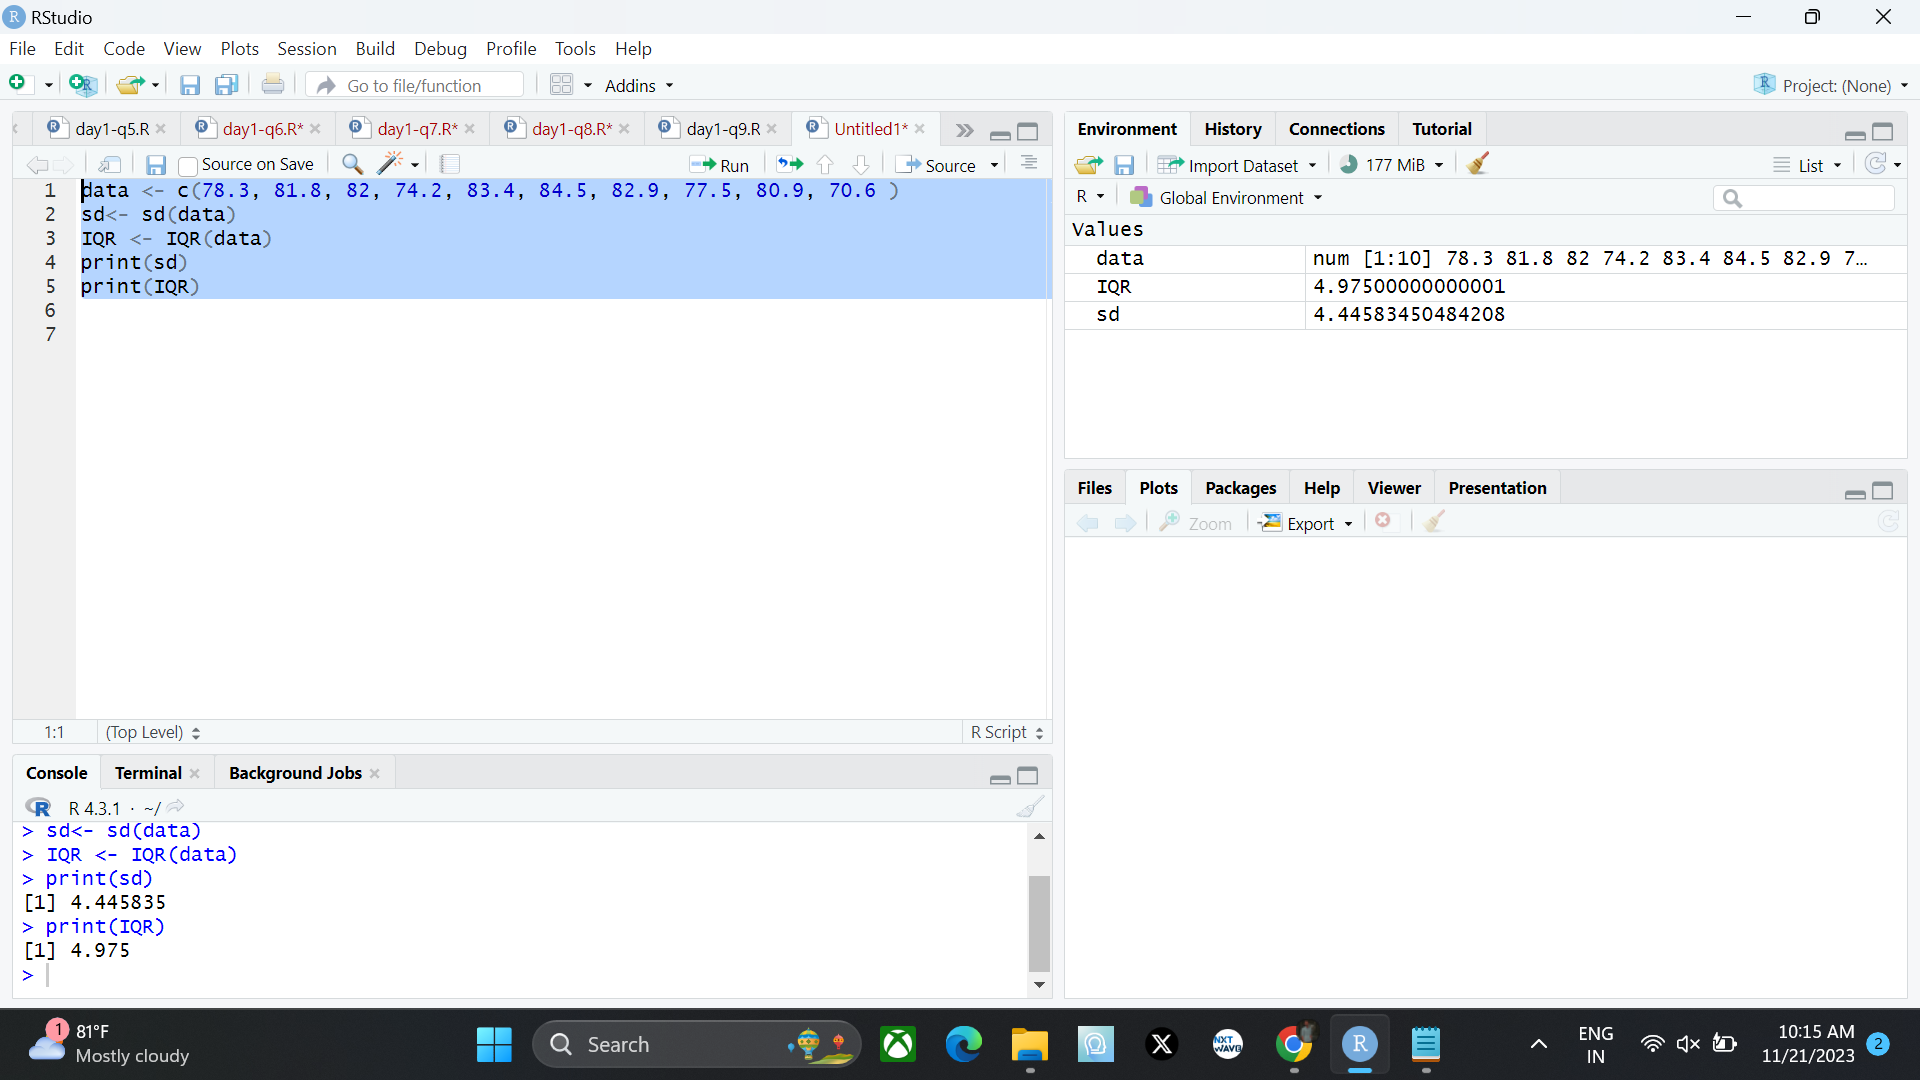 RStudio
File Edit Code View Plots Session Build Debug Profile Tools Help
Go to file/function Addins Project: (None)
day1-q5.R day1-q6.R* day1-q7.R* day1-q8.R* day1-q9.R Untitled1*
Source on Save Run Source
1 data <- c(78.3, 81.8, 82, 74.2, 83.4, 84.5, 82.9, 77.5, 80.9, 70.6 )
2 sd<- sd(data)
3 IQR <- IQR(data)
4 print(sd)
5 print(IQR)
6
7
1:1 (Top Level) R Script
Console Terminal Background Jobs
R 4.3.1 · ~/
> sd<- sd(data)
> IQR <- IQR(data)
> print(sd)
[1] 4.445835
> print(IQR)
[1] 4.975
>
Environment History Connections Tutorial
Import Dataset 177 MiB List
R Global Environment
Values
data num [1:10] 78.3 81.8 82 74.2 83.4 84.5 82.9 7…
IQR 4.97500000000001
sd 4.44583450484208
Files Plots Packages Help Viewer Presentation
Zoom Export
1 81°F
Mostly cloudy
Search
NXT
WAVE
R
ENG
IN
10:15 AM
11/21/2023
2